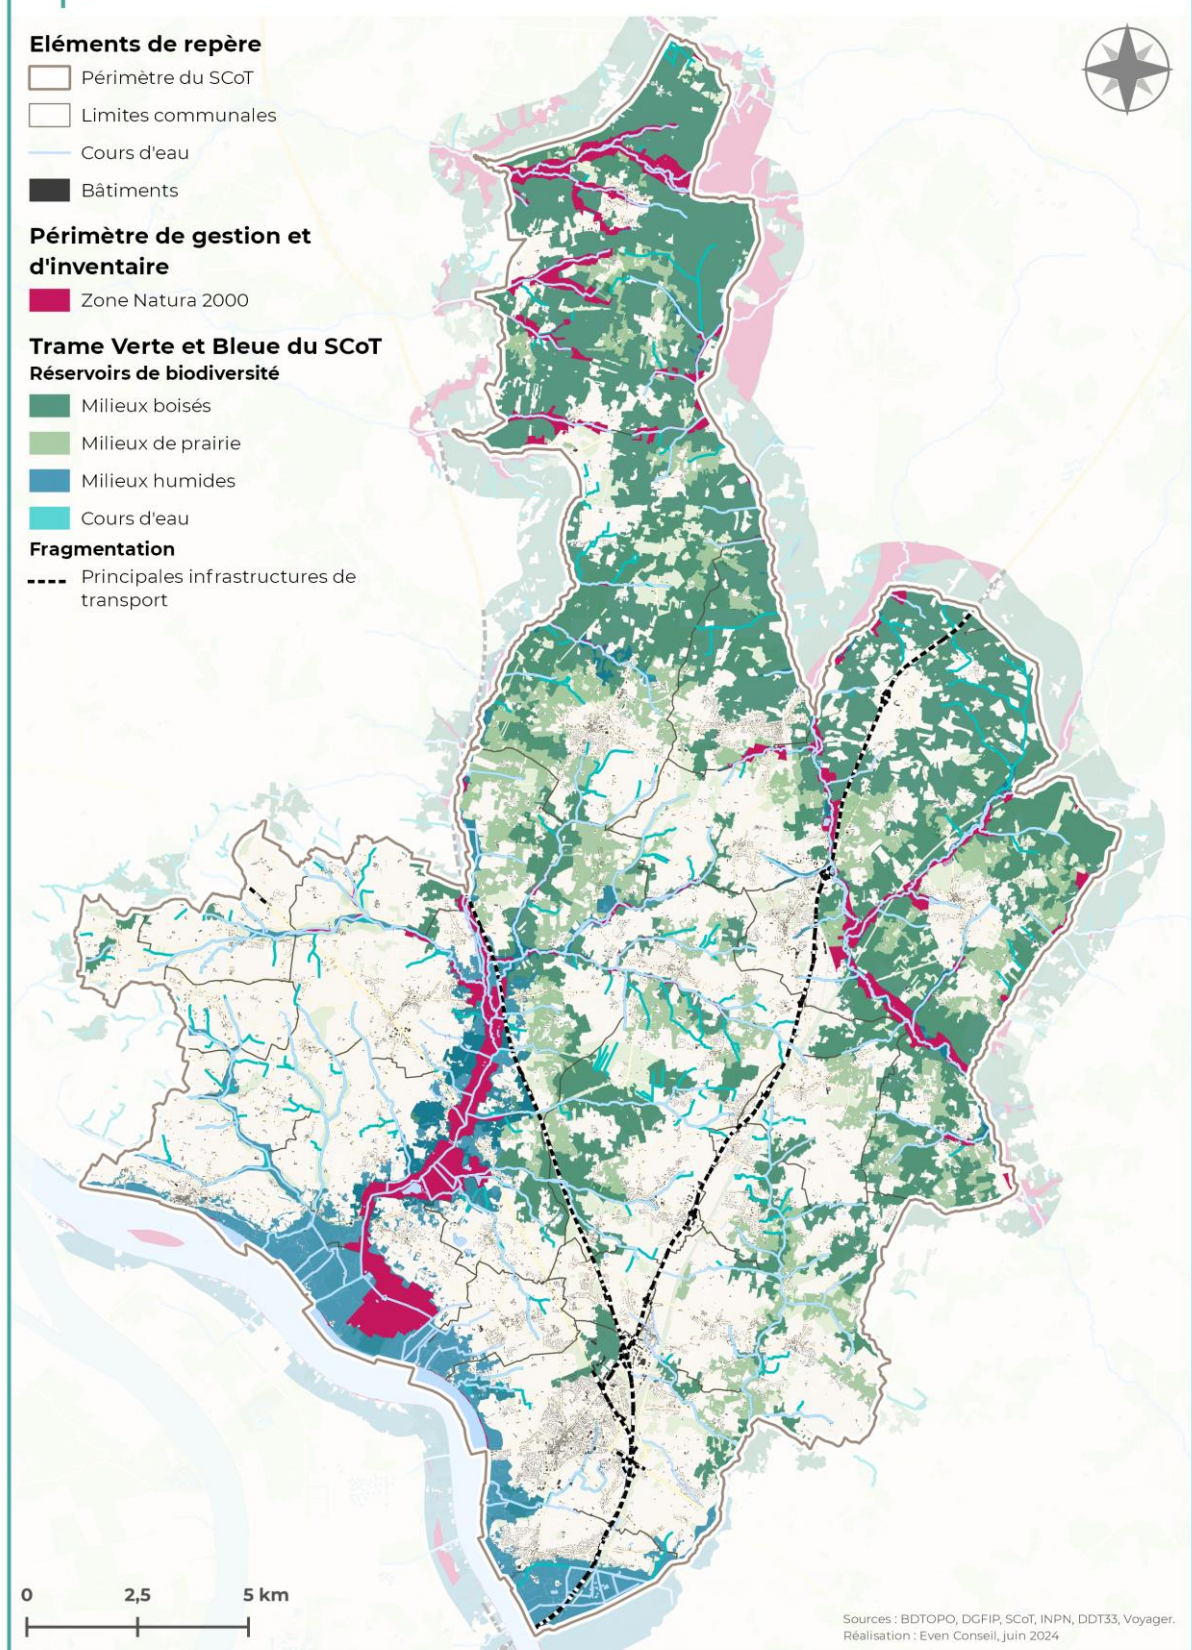 Eléments de repère
Périmètre du SCoT
Limites communales
Cours d'eau
Bâtiments
Périmètre de gestion et
d'inventaire
Zone Natura 2000
Trame Verte et Bleue du SCoT
Réservoirs de biodiversité
Milieux boisés
Milieux de prairie
Milieux humides
Cours d'eau
Fragmentation
Principales infrastructures de
transport
0 2,5 5 km
Sources : BDTOPO, DGFIP, SCoT, INPN, DDT33, Voyager.
Réalisation : Even Conseil, juin 2024